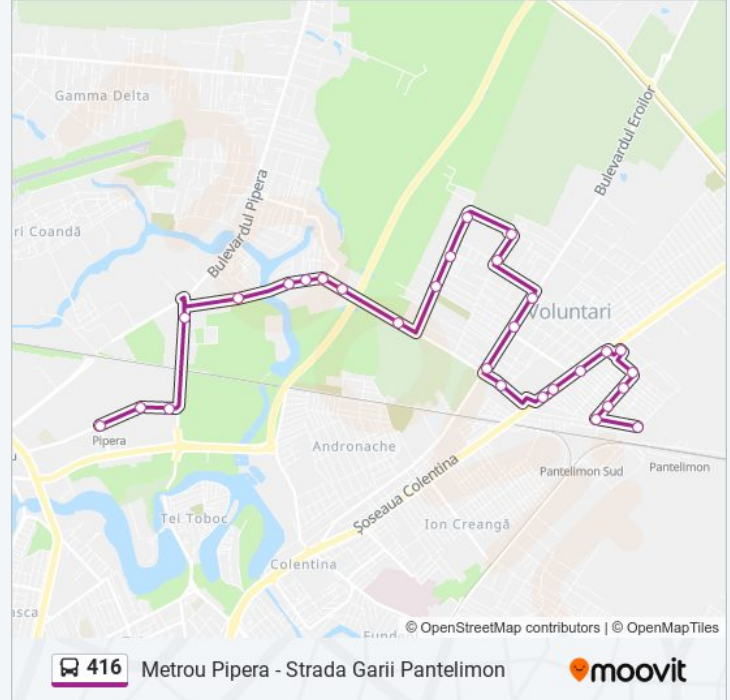 Gamma Delta
Bulevardul Eroilor
Bulevardul Pipera
ri Coandă
Voluntari
Pipera
u
Andronache
Pantelimon Sud
Pantelimon
Șoseaua Colentina
Tei Toboc
Ion Creangă
Colentina
asca
Fund
© OpenStreetMap contributors | © OpenMapTiles
416
Metrou Pipera - Strada Garii Pantelimon
moovit